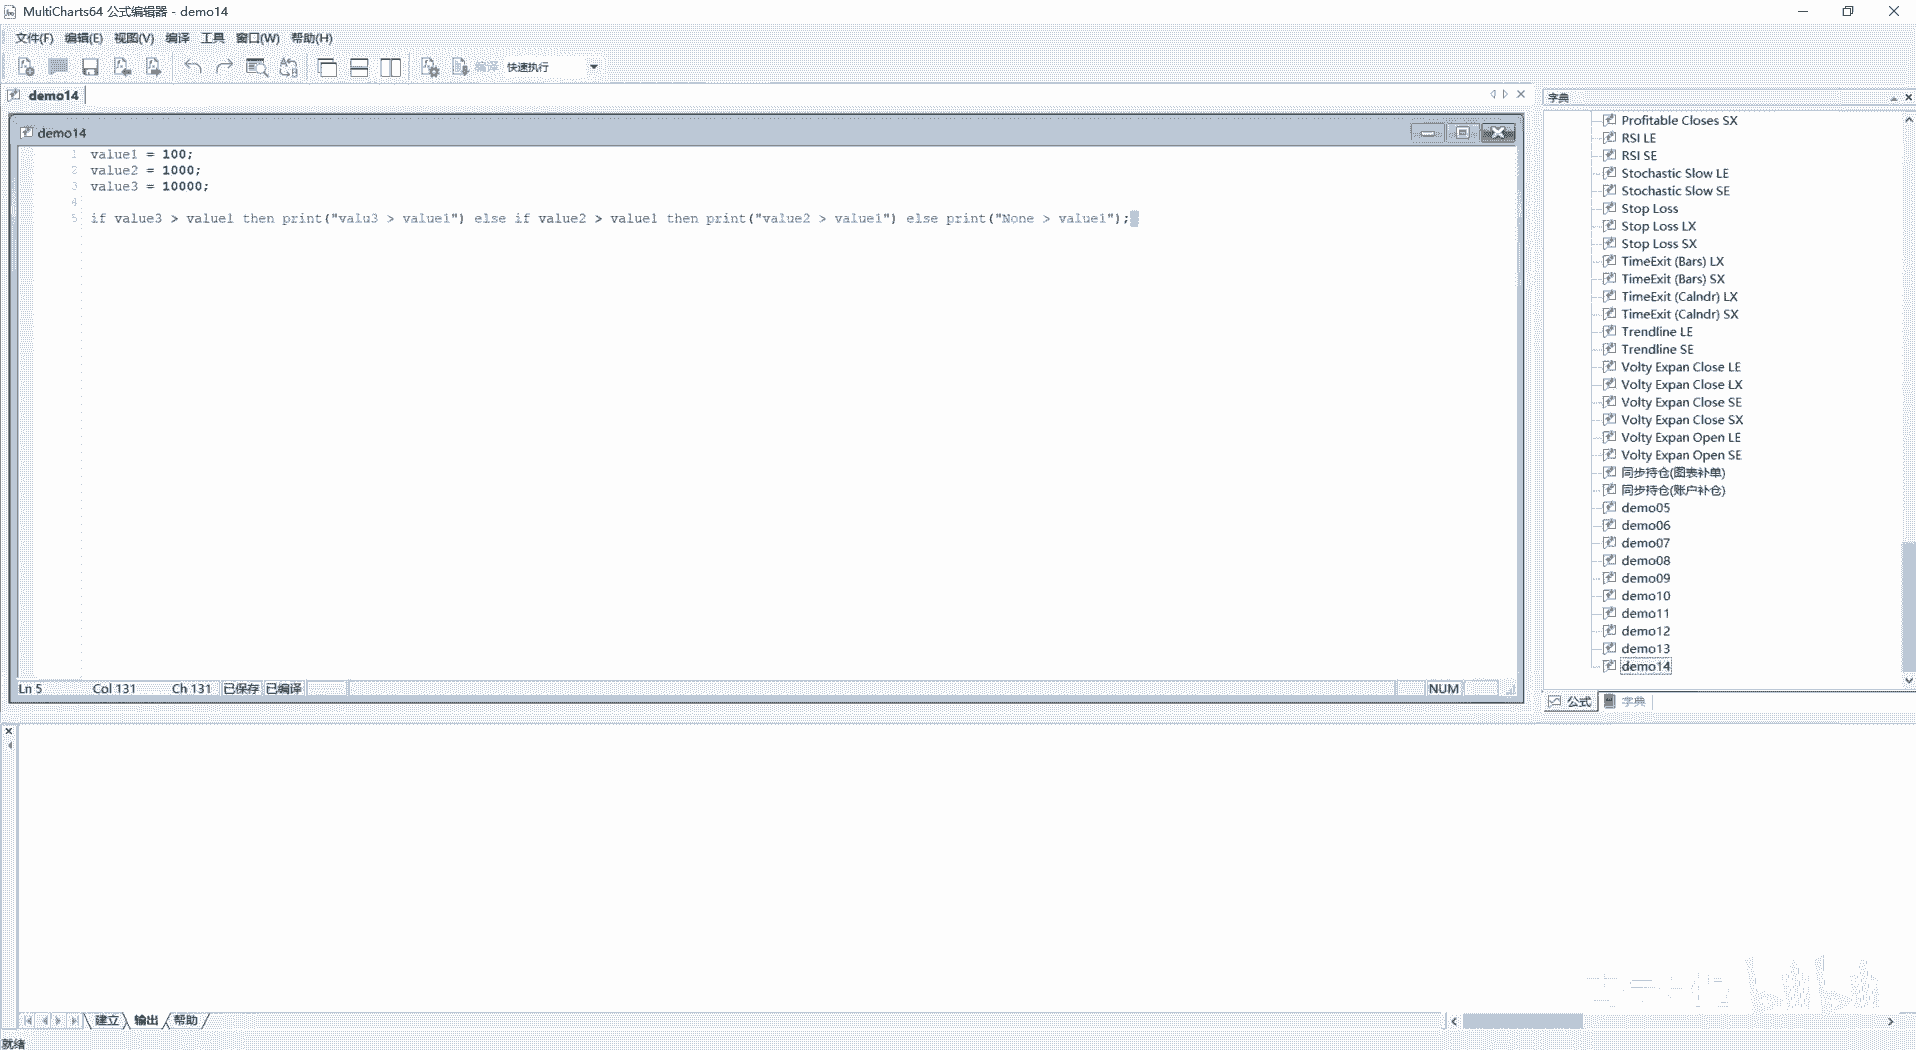 MultiCharts64 公式编辑器 - demo14
文件(F) 编辑(E) 视图(V) 编译 工具 窗口(W) 帮助(H)
编译 快速执行
demo14
字典
demo14
1 value1 = 100;
2 value2 = 1000;
3 value3 = 10000;
4
5 if value3 > value1 then print("valu3 > value1") else if value2 > value1 then print("value2 > value1") else print("None > value1");
Ln 5 Col 131 Ch 131 已保存 已编译 NUM
Profitable Closes SX
RSI LE
RSI SE
Stochastic Slow LE
Stochastic Slow SE
Stop Loss
Stop Loss LX
Stop Loss SX
TimeExit (Bars) LX
TimeExit (Bars) SX
TimeExit (Calndr) LX
TimeExit (Calndr) SX
Trendline LE
Trendline SE
Volty Expan Close LE
Volty Expan Close LX
Volty Expan Close SE
Volty Expan Close SX
Volty Expan Open LE
Volty Expan Open SE
同步持仓(图表补单)
同步持仓(账户补仓)
demo05
demo06
demo07
demo08
demo09
demo10
demo11
demo12
demo13
demo14
公式 字典
建立 输出 帮助
就绪